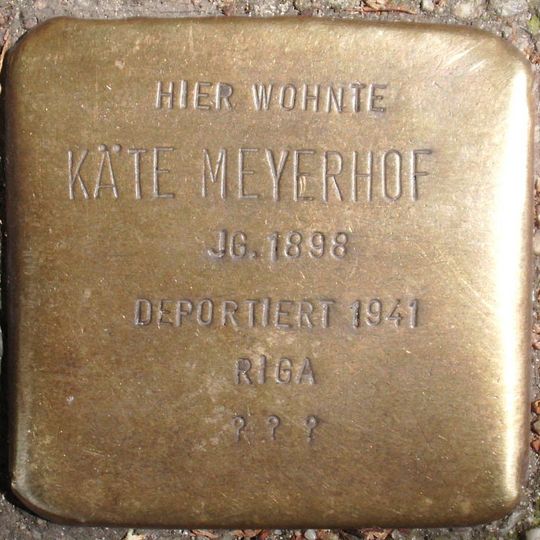 HIER WOHNTE
KÄTE MEYERHOF
JG. 1898
DEPORTIERT 1941
RIGA
? ? ?